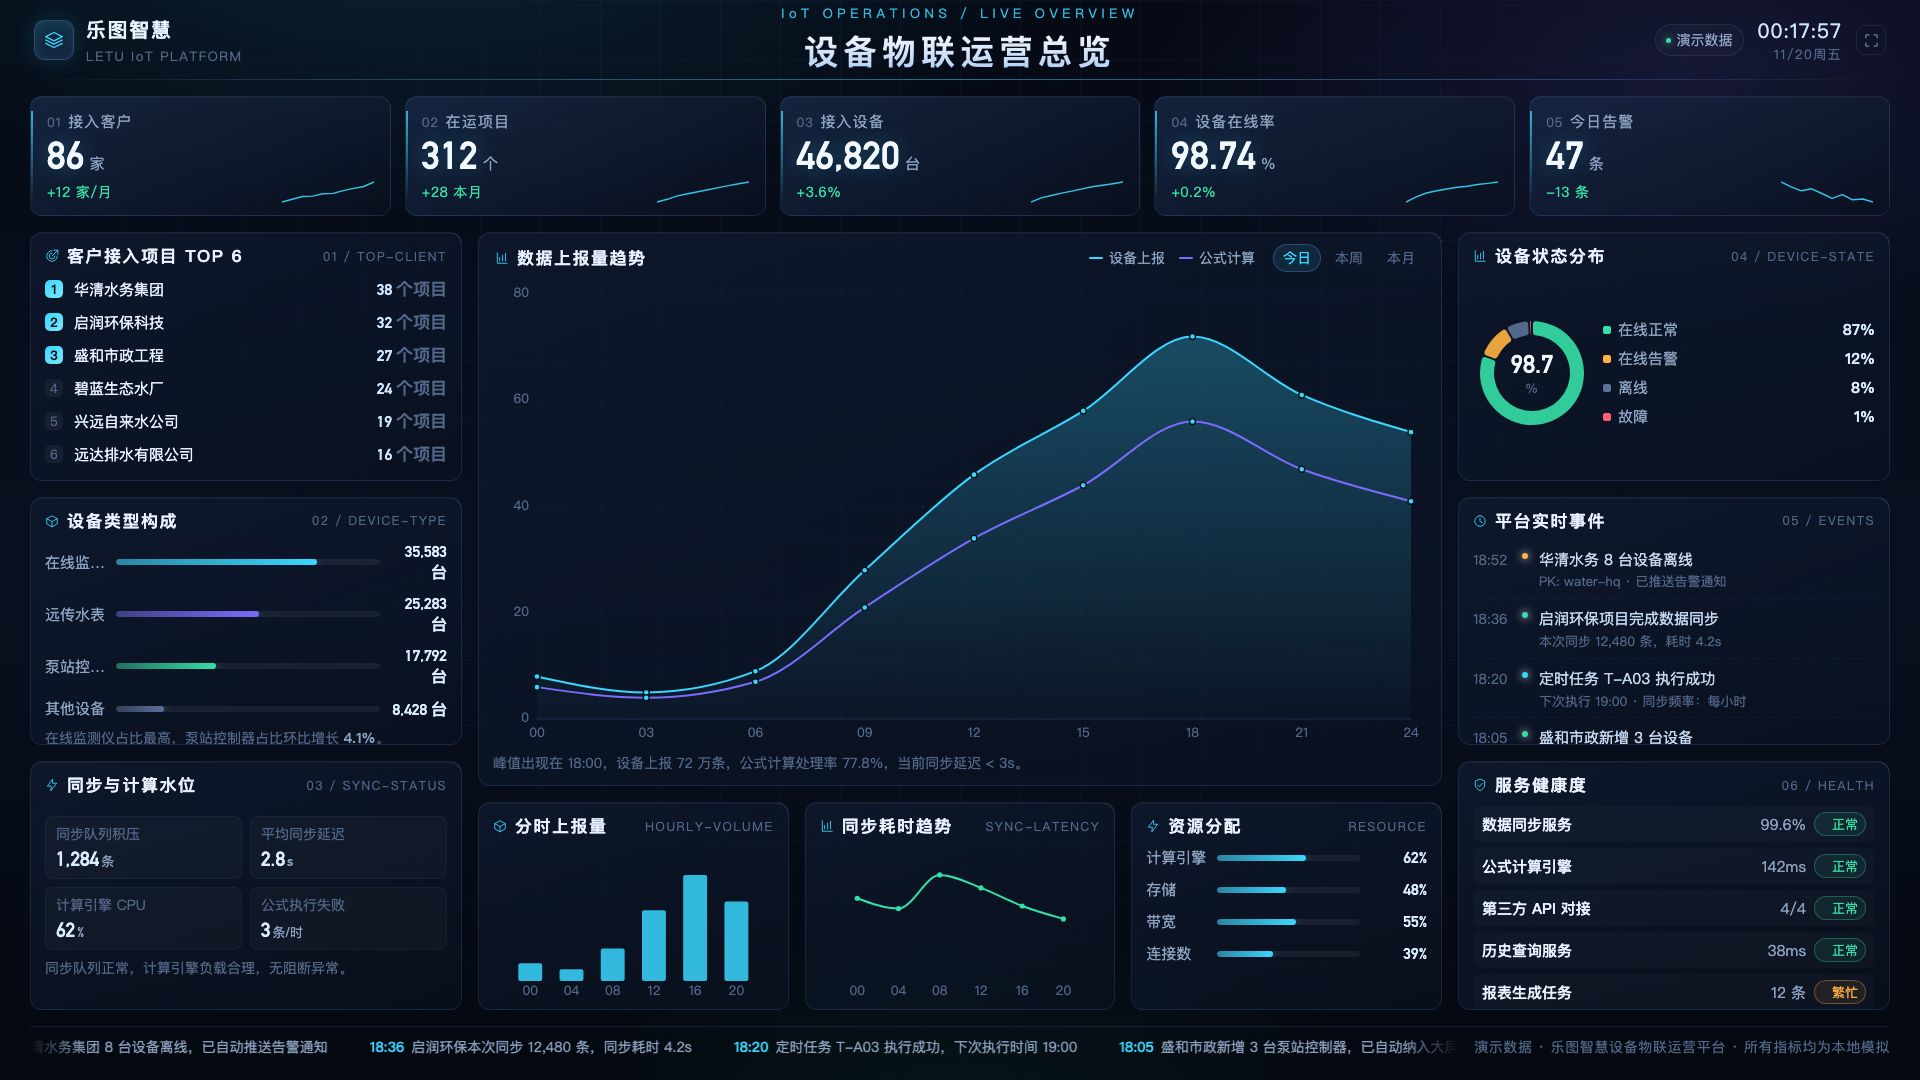 乐图智慧
LETU IoT PLATFORM
IoT OPERATIONS / LIVE OVERVIEW
设备物联运营总览
演示数据
00:17:57
11/20周五
01 接入客户
86 家
+12 家/月
02 在运项目
312 个
+28 本月
03 接入设备
46,820 台
+3.6%
04 设备在线率
98.74 %
+0.2%
05 今日告警
47 条
−13 条
客户接入项目 TOP 6
01 / TOP-CLIENT
1 华清水务集团 38 个项目
2 启润环保科技 32 个项目
3 盛和市政工程 27 个项目
4 碧蓝生态水厂 24 个项目
5 兴远自来水公司 19 个项目
6 远达排水有限公司 16 个项目
设备类型构成
02 / DEVICE-TYPE
在线监... 35,583 台
远传水表 25,283 台
泵站控... 17,792 台
其他设备 8,428 台
在线监测仪占比最高，泵站控制器占比环比增长 4.1%。
同步与计算水位
03 / SYNC-STATUS
同步队列积压
1,284 条
平均同步延迟
2.8 s
计算引擎 CPU
62 %
公式执行失败
3 条/时
同步队列正常，计算引擎负载合理，无阻断异常。
数据上报量趋势
设备上报 公式计算
今日 本周 本月
80
60
40
20
0
00 03 06 09 12 15 18 21 24
峰值出现在 18:00，设备上报 72 万条，公式计算处理率 77.8%，当前同步延迟 < 3s。
分时上报量
HOURLY-VOLUME
00 04 08 12 16 20
同步耗时趋势
SYNC-LATENCY
00 04 08 12 16 20
资源分配
RESOURCE
计算引擎 62%
存储 48%
带宽 55%
连接数 39%
设备状态分布
04 / DEVICE-STATE
98.7
%
在线正常 87%
在线告警 12%
离线 8%
故障 1%
平台实时事件
05 / EVENTS
18:52 华清水务 8 台设备离线
PK: water-hq · 已推送告警通知
18:36 启润环保项目完成数据同步
本次同步 12,480 条，耗时 4.2s
18:20 定时任务 T-A03 执行成功
下次执行 19:00 · 同步频率：每小时
18:05 盛和市政新增 3 台设备
服务健康度
06 / HEALTH
数据同步服务 99.6% 正常
公式计算引擎 142ms 正常
第三方 API 对接 4/4 正常
历史查询服务 38ms 正常
报表生成任务 12 条 繁忙
清水务集团 8 台设备离线，已自动推送告警通知 18:36 启润环保本次同步 12,480 条，同步耗时 4.2s 18:20 定时任务 T-A03 执行成功，下次执行时间 19:00 18:05 盛和市政新增 3 台泵站控制器，已自动纳入大屏
演示数据 · 乐图智慧设备物联运营平台 · 所有指标均为本地模拟